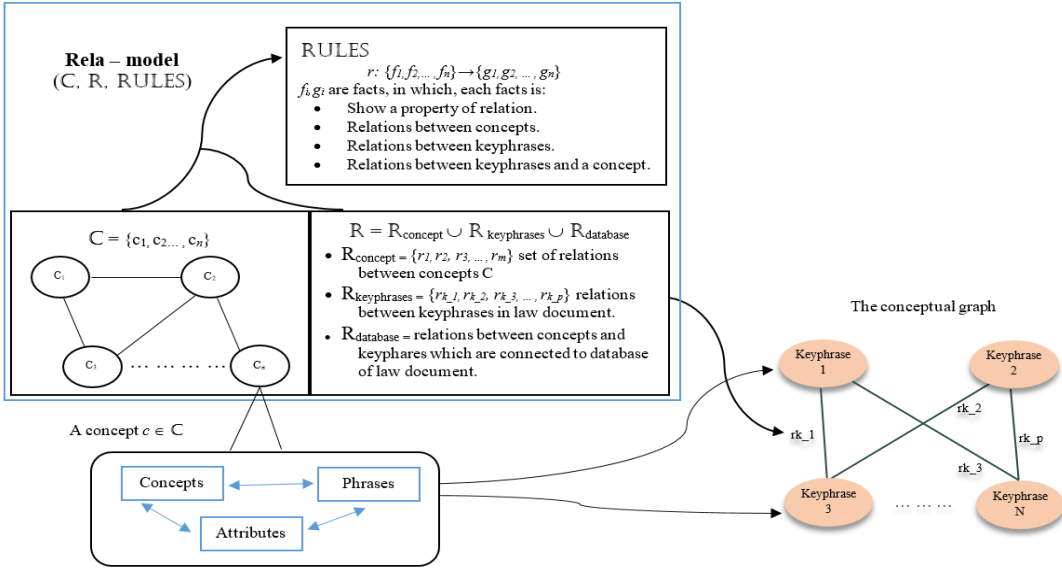 Rela – model
(ℂ, ℝ, RULES)
RULES
r: {f1, f2,..., fn}→{g1, g2, ..., gn}
fi,gi are facts, in which, each facts is:
• Show a property of relation.
• Relations between concepts.
• Relations between keyphrases.
• Relations between keyphrases and a concept.
ℂ = {c1, c2..., cn}
C1
C2
C3
... ... ... ...
Cn
ℝ = Rconcept ∪ R keyphrases ∪ Rdatabase
• Rconcept = {r1, r2, r3, ..., rm} set of relations
between concepts C
• Rkeyphrases = {rk_1, rk_2, rk_3, ..., rk_p} relations
between keyphrases in law document.
• Rdatabase = relations between concepts and
keyphares which are connected to database
of law document.
A concept c ∈ ℂ
Concepts
Phrases
Attributes
The conceptual graph
Keyphrase
1
Keyphrase
2
rk_1
rk_2
rk_3
rk_p
Keyphrase
3
... ... ...
Keyphrase
N